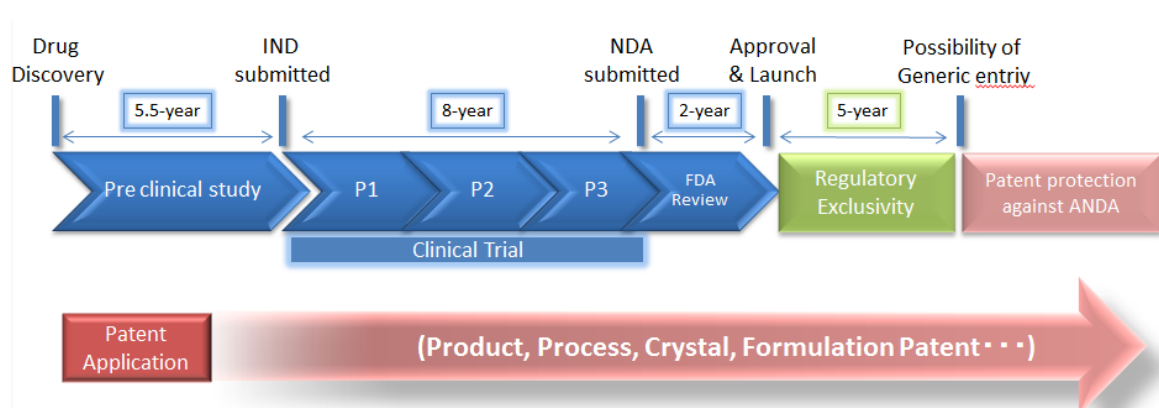 Drug
Discovery
IND
submitted
NDA
submitted
Approval
& Launch
Possibility of
Generic entriy
5.5-year
8-year
2-year
5-year
Pre clinical study
P1
P2
P3
FDA
Review
Regulatory
Exclusivity
Patent protection
against ANDA
Clinical Trial
Patent
Application
(Product, Process, Crystal, Formulation Patent･･･)